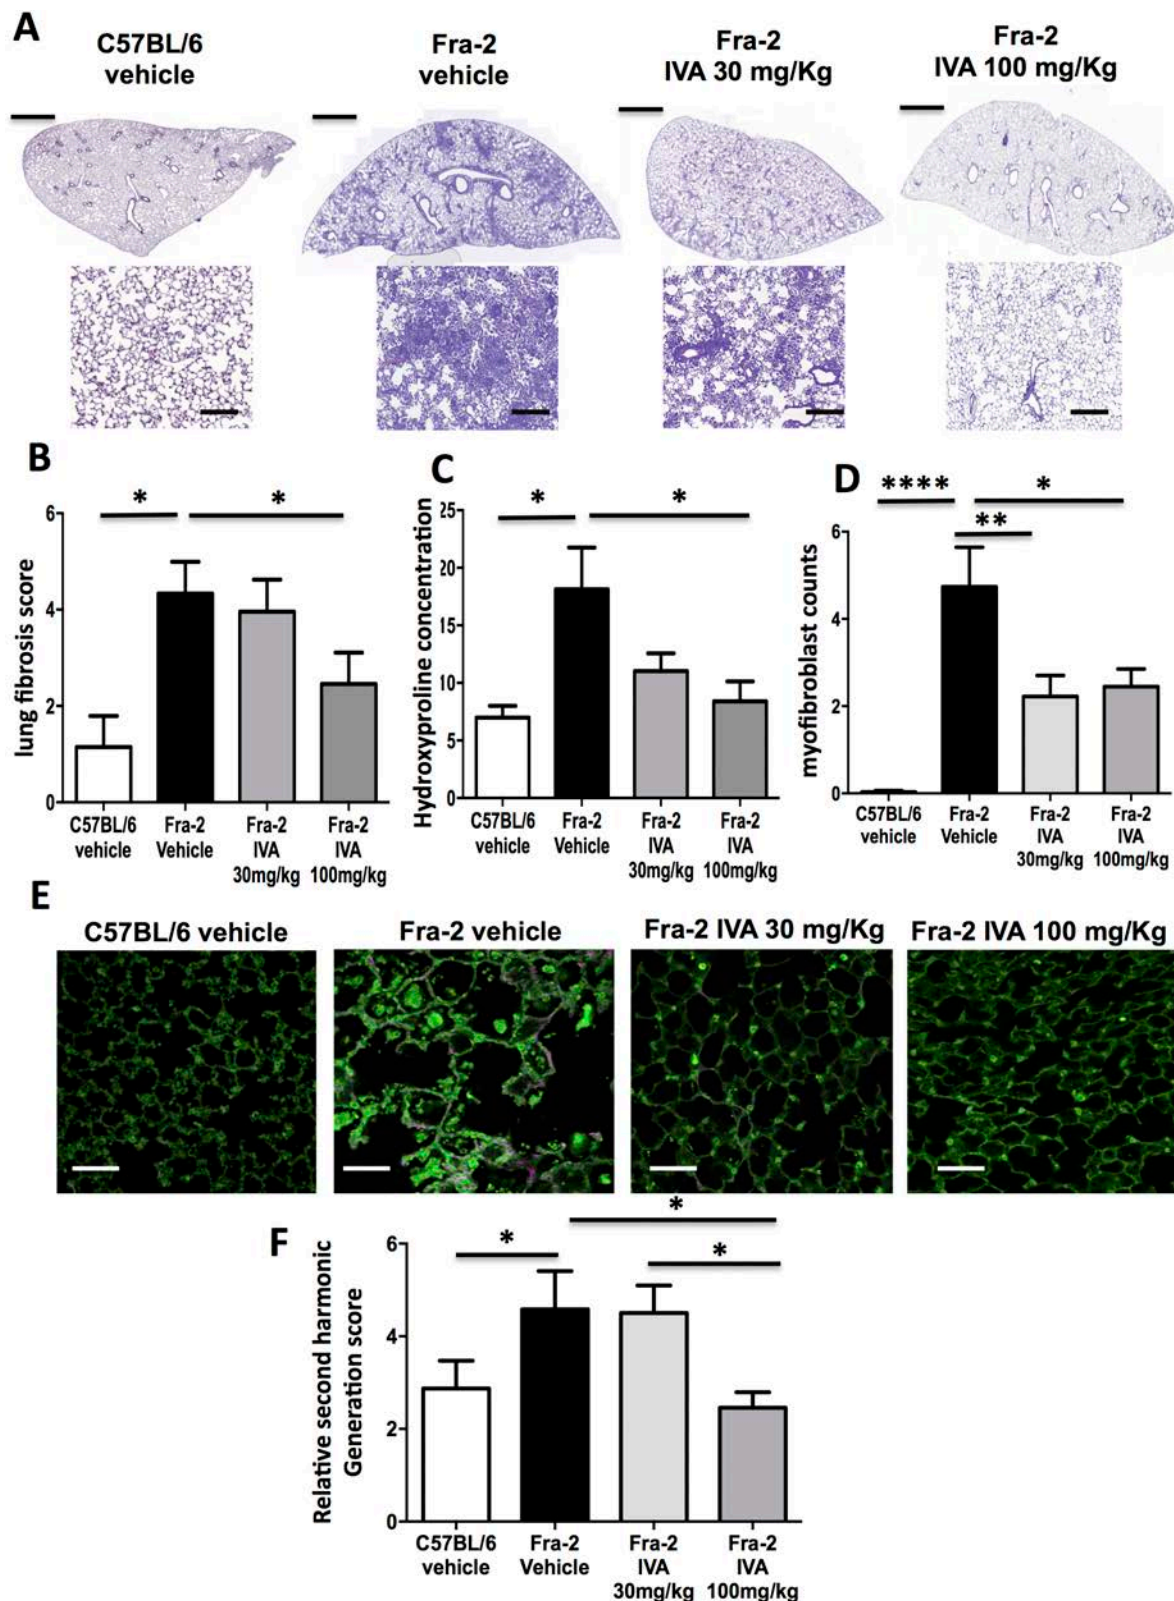 A
C57BL/6
vehicle
Fra-2
vehicle
Fra-2
IVA 30 mg/Kg
Fra-2
IVA 100 mg/Kg
B
lung fibrosis score
6
4
2
0
*
*
C57BL/6
vehicle
Fra-2
Vehicle
Fra-2
IVA
30mg/kg
Fra-2
IVA
100mg/kg
C
Hydroxyproline concentration
25
20
15
10
5
0
*
*
C57BL/6
vehicle
Fra-2
Vehicle
Fra-2
IVA
30mg/kg
Fra-2
IVA
100mg/kg
D
myofibroblast counts
6
4
2
0
****
*
**
C57BL/6
vehicle
Fra-2
Vehicle
Fra-2
IVA
30mg/kg
Fra-2
IVA
100mg/kg
E
C57BL/6 vehicle
Fra-2 vehicle
Fra-2 IVA 30 mg/Kg
Fra-2 IVA 100 mg/Kg
F
Relative second harmonic
Generation score
6
4
2
0
*
*
*
C57BL/6
vehicle
Fra-2
Vehicle
Fra-2
IVA
30mg/kg
Fra-2
IVA
100mg/kg